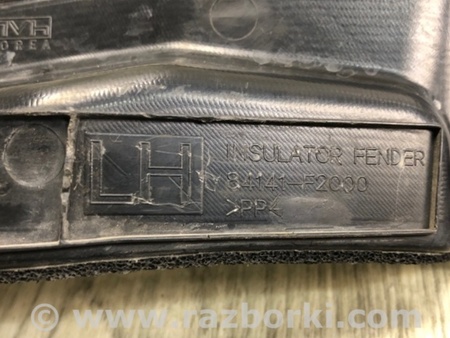 KOREA
LH
INSULATOR FENDER
84141-F2000
>PP<
www.razborki.com